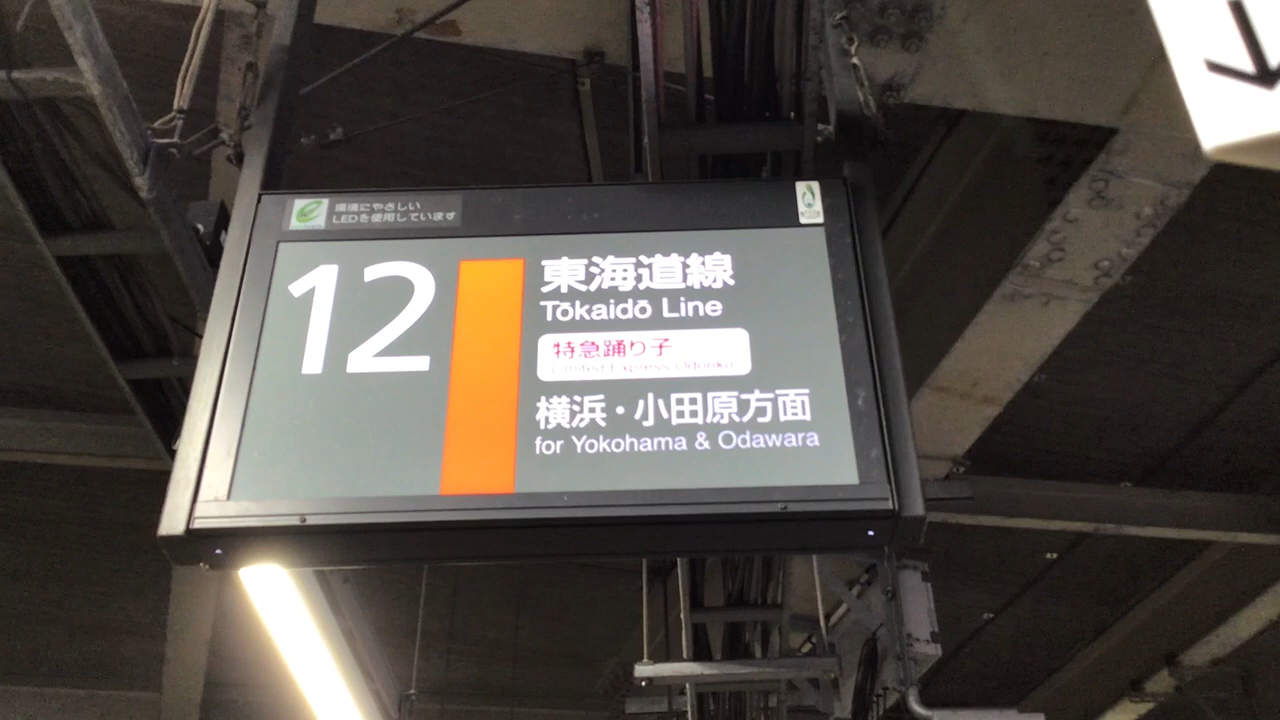 環境にやさしい
LEDを使用しています
12
東海道線
Tōkaidō Line
特急踊り子
Limited Express Odoriko
横浜・小田原方面
for Yokohama & Odawara